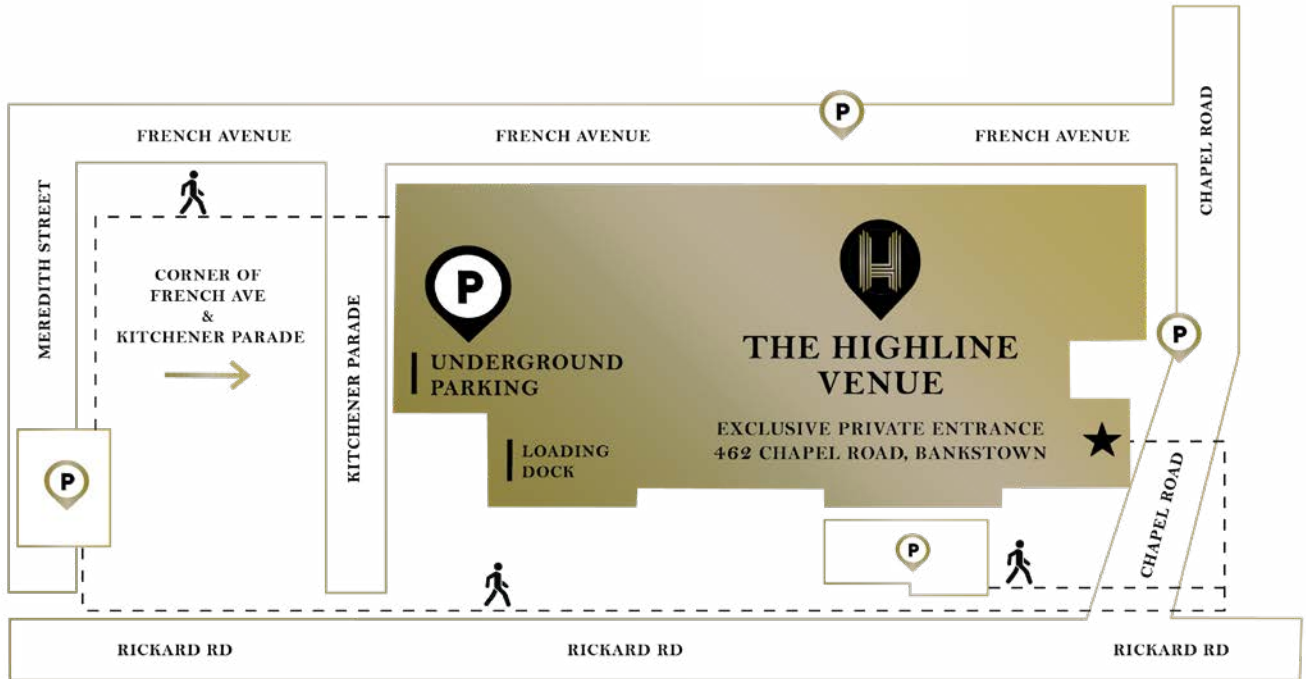 FRENCH AVENUE
FRENCH AVENUE
P
FRENCH AVENUE
CHAPEL ROAD
MEREDITH STREET
CORNER OF
FRENCH AVE
&
KITCHENER PARADE
KITCHENER PARADE
P
UNDERGROUND
PARKING
LOADING
DOCK
H
THE HIGHLINE
VENUE
EXCLUSIVE PRIVATE ENTRANCE
462 CHAPEL ROAD, BANKSTOWN
P
P
P
CHAPEL ROAD
RICKARD RD
RICKARD RD
RICKARD RD